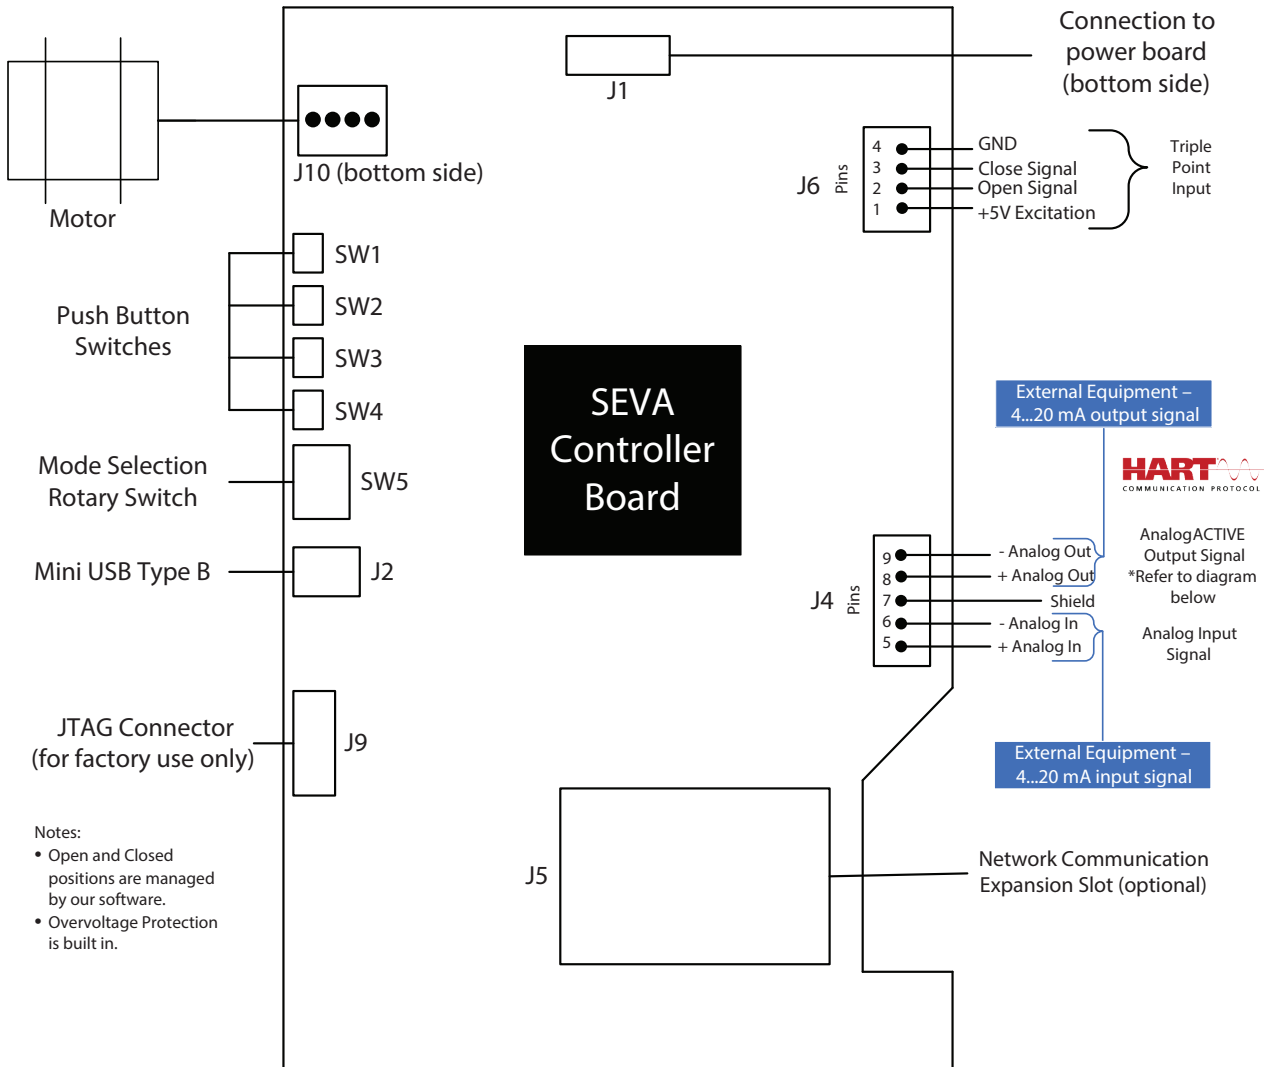 Connection to
power board
(bottom side)
J1
J10 (bottom side)
Motor
J6
Pins
4
3
2
1
GND
Close Signal
Open Signal
+5V Excitation
Triple
Point
Input
Push Button
Switches
SW1
SW2
SW3
SW4
Mode Selection
Rotary Switch
SW5
Mini USB Type B
J2
SEVA
Controller
Board
External Equipment –
4...20 mA output signal
HART
COMMUNICATION PROTOCOL
J4
Pins
9
8
7
6
5
- Analog Out
+ Analog Out
Shield
- Analog In
+ Analog In
AnalogACTIVE
Output Signal
*Refer to diagram
below
Analog Input
Signal
External Equipment –
4...20 mA input signal
JTAG Connector
(for factory use only)
J9
J5
Network Communication
Expansion Slot (optional)
Notes:
• Open and Closed
positions are managed
by our software.
• Overvoltage Protection
is built in.